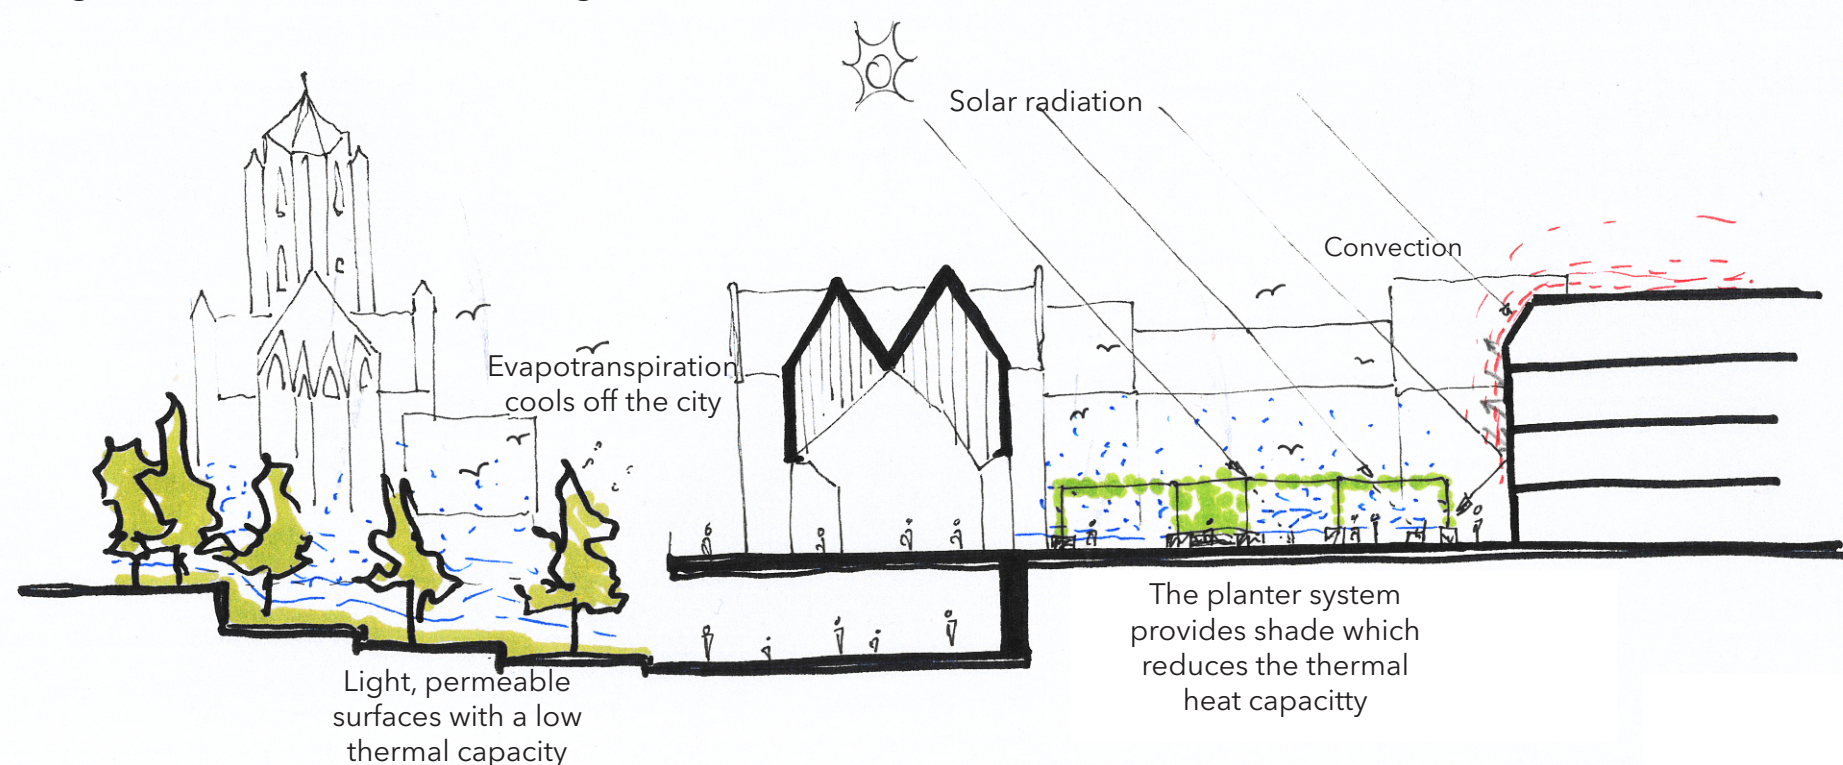 Solar radiation
Convection
Evapotranspiration
cools off the city
The planter system
provides shade which
reduces the thermal
heat capacitty
Light, permeable
surfaces with a low
thermal capacity